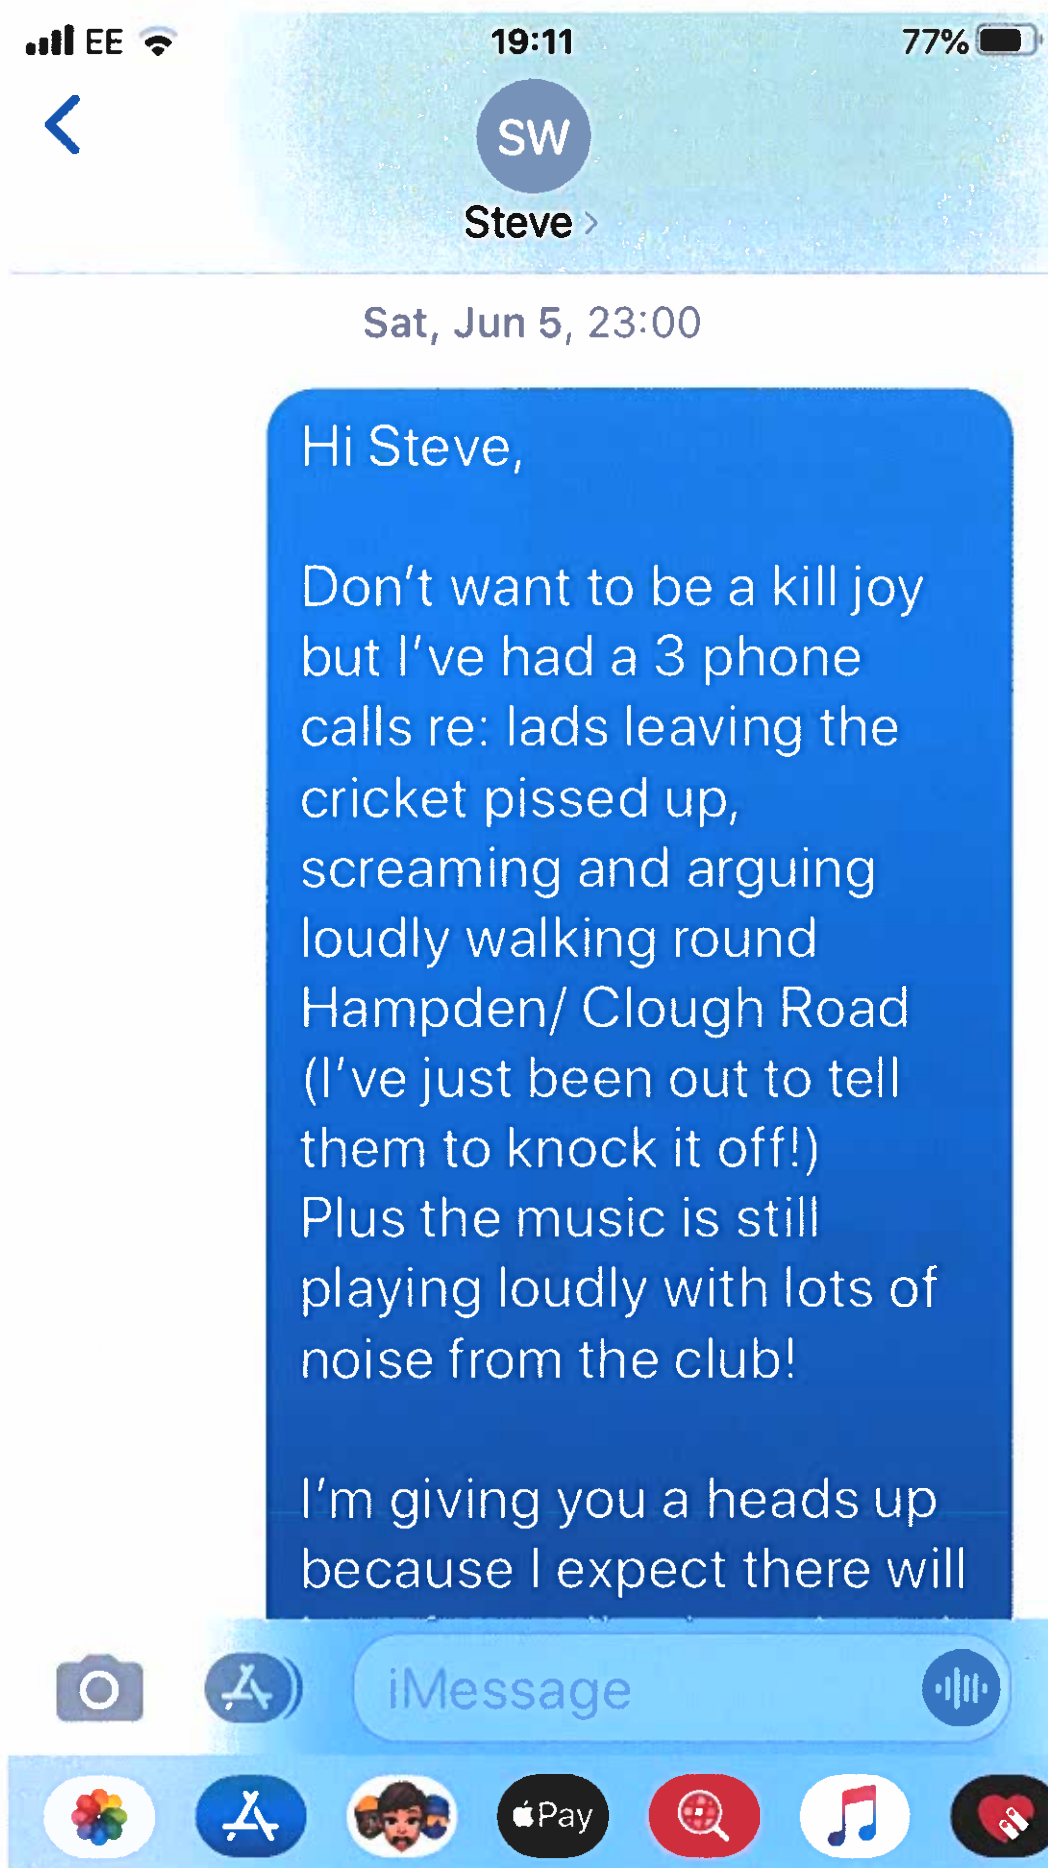 EE 19:11 77%
SW
Steve
Sat, Jun 5, 23:00
Hi Steve,
Don't want to be a kill joy
but I've had a 3 phone
calls re: lads leaving the
cricket pissed up,
screaming and arguing
loudly walking round
Hampden/ Clough Road
(I've just been out to tell
them to knock it off!)
Plus the music is still
playing loudly with lots of
noise from the club!
I'm giving you a heads up
because I expect there will
iMessage
Pay